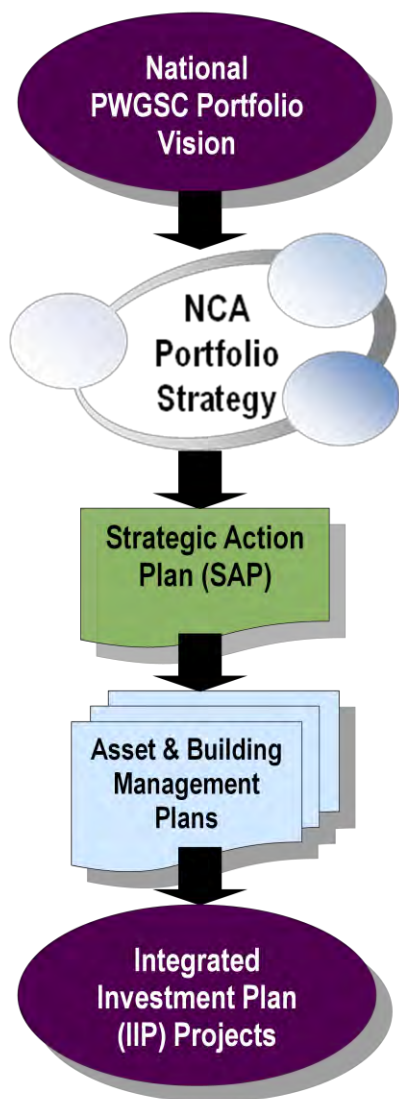 National
PWGSC Portfolio
Vision
NCA
Portfolio
Strategy
Strategic Action
Plan (SAP)
Asset & Building
Management
Plans
Integrated
Investment Plan
(IIP) Projects